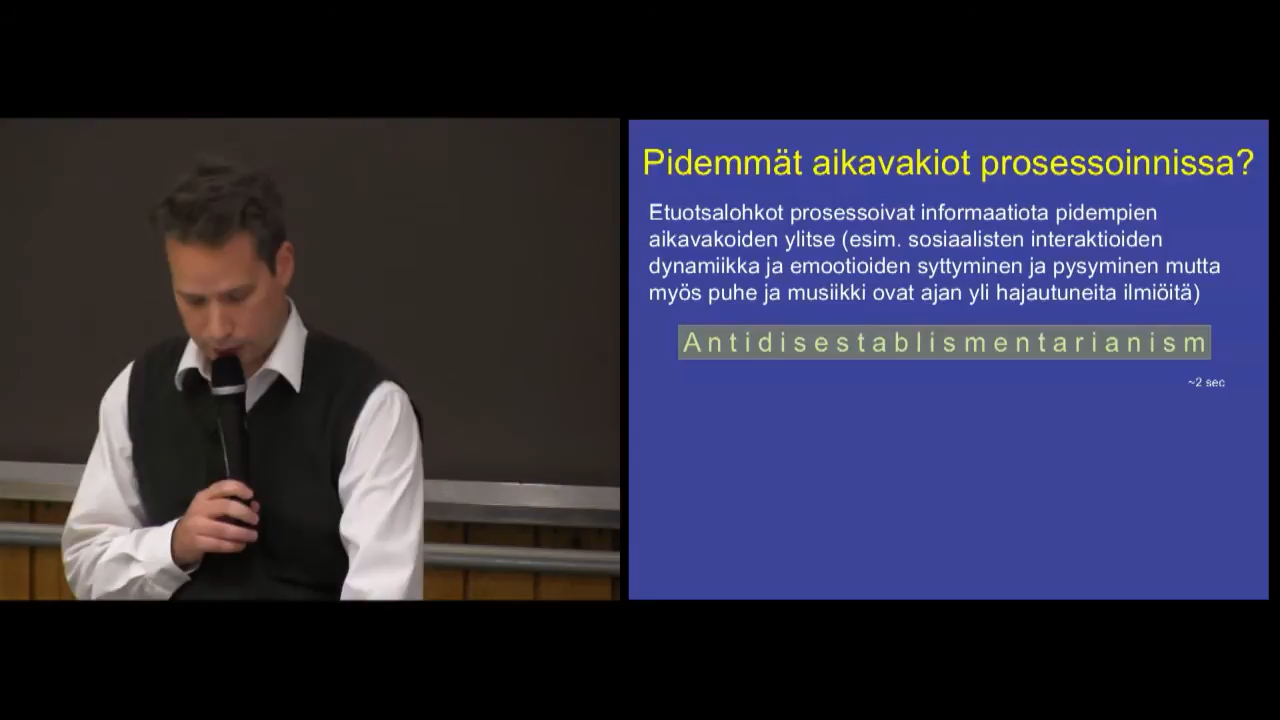 Pidemmät aikavakiot prosessoinnissa?
Etuotsalohkot prosessoivat informaatiota pidempien
aikavakoiden ylitse (esim. sosiaalisten interaktioiden
dynamiikka ja emootioiden syttyminen ja pysyminen mutta
myös puhe ja musiikki ovat ajan yli hajautuneita ilmiöitä)
A n t i d i s e s t a b l i s m e n t a r i a n i s m
~2 sec